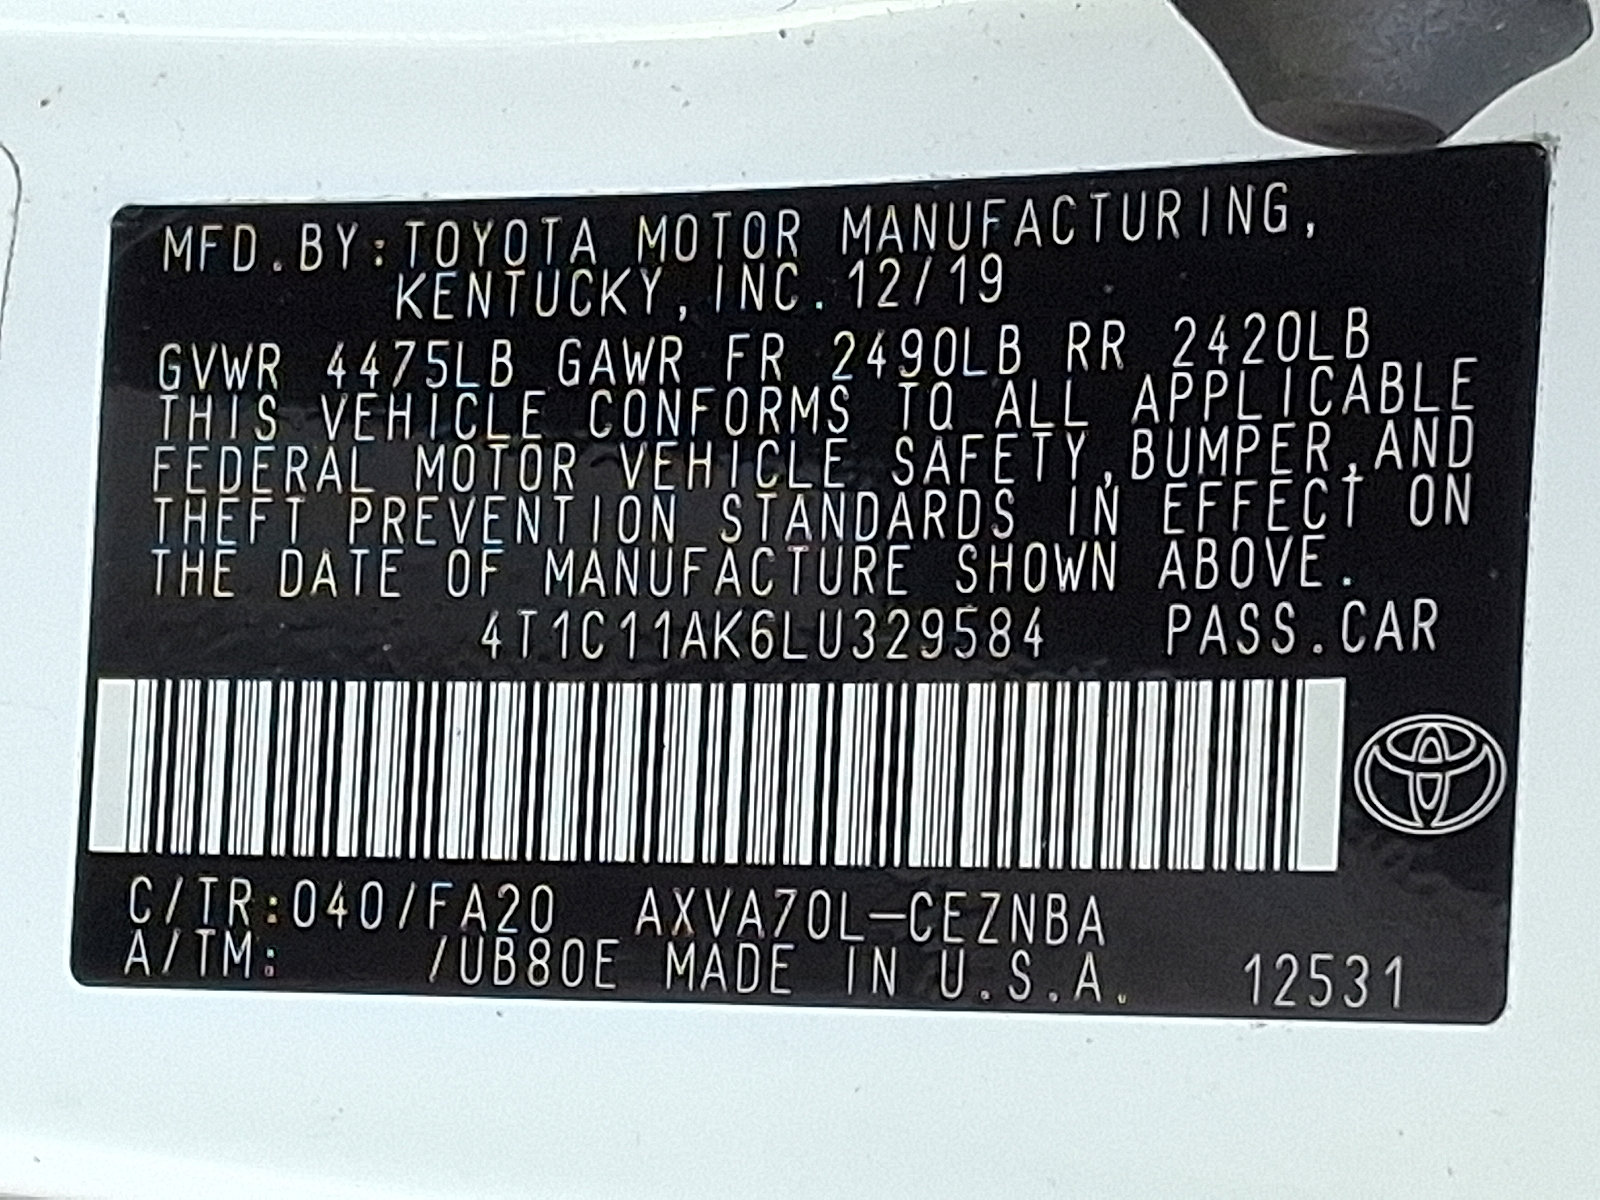 MFD.BY:TOYOTA MOTOR MANUFACTURING,
KENTUCKY,INC.12/19
GVWR 4475LB GAWR FR 2490LB RR 2420LB
THIS VEHICLE CONFORMS TO ALL APPLICABLE
FEDERAL MOTOR VEHICLE SAFETY,BUMPER,AND
THEFT PREVENTION STANDARDS IN EFFECT ON
THE DATE OF MANUFACTURE SHOWN ABOVE.
4T1C11AK6LU329584 PASS.CAR
C/TR:040/FA20 AXVA70L-CEZNBA
A/TM: /UB80E MADE IN U.S.A. 12531